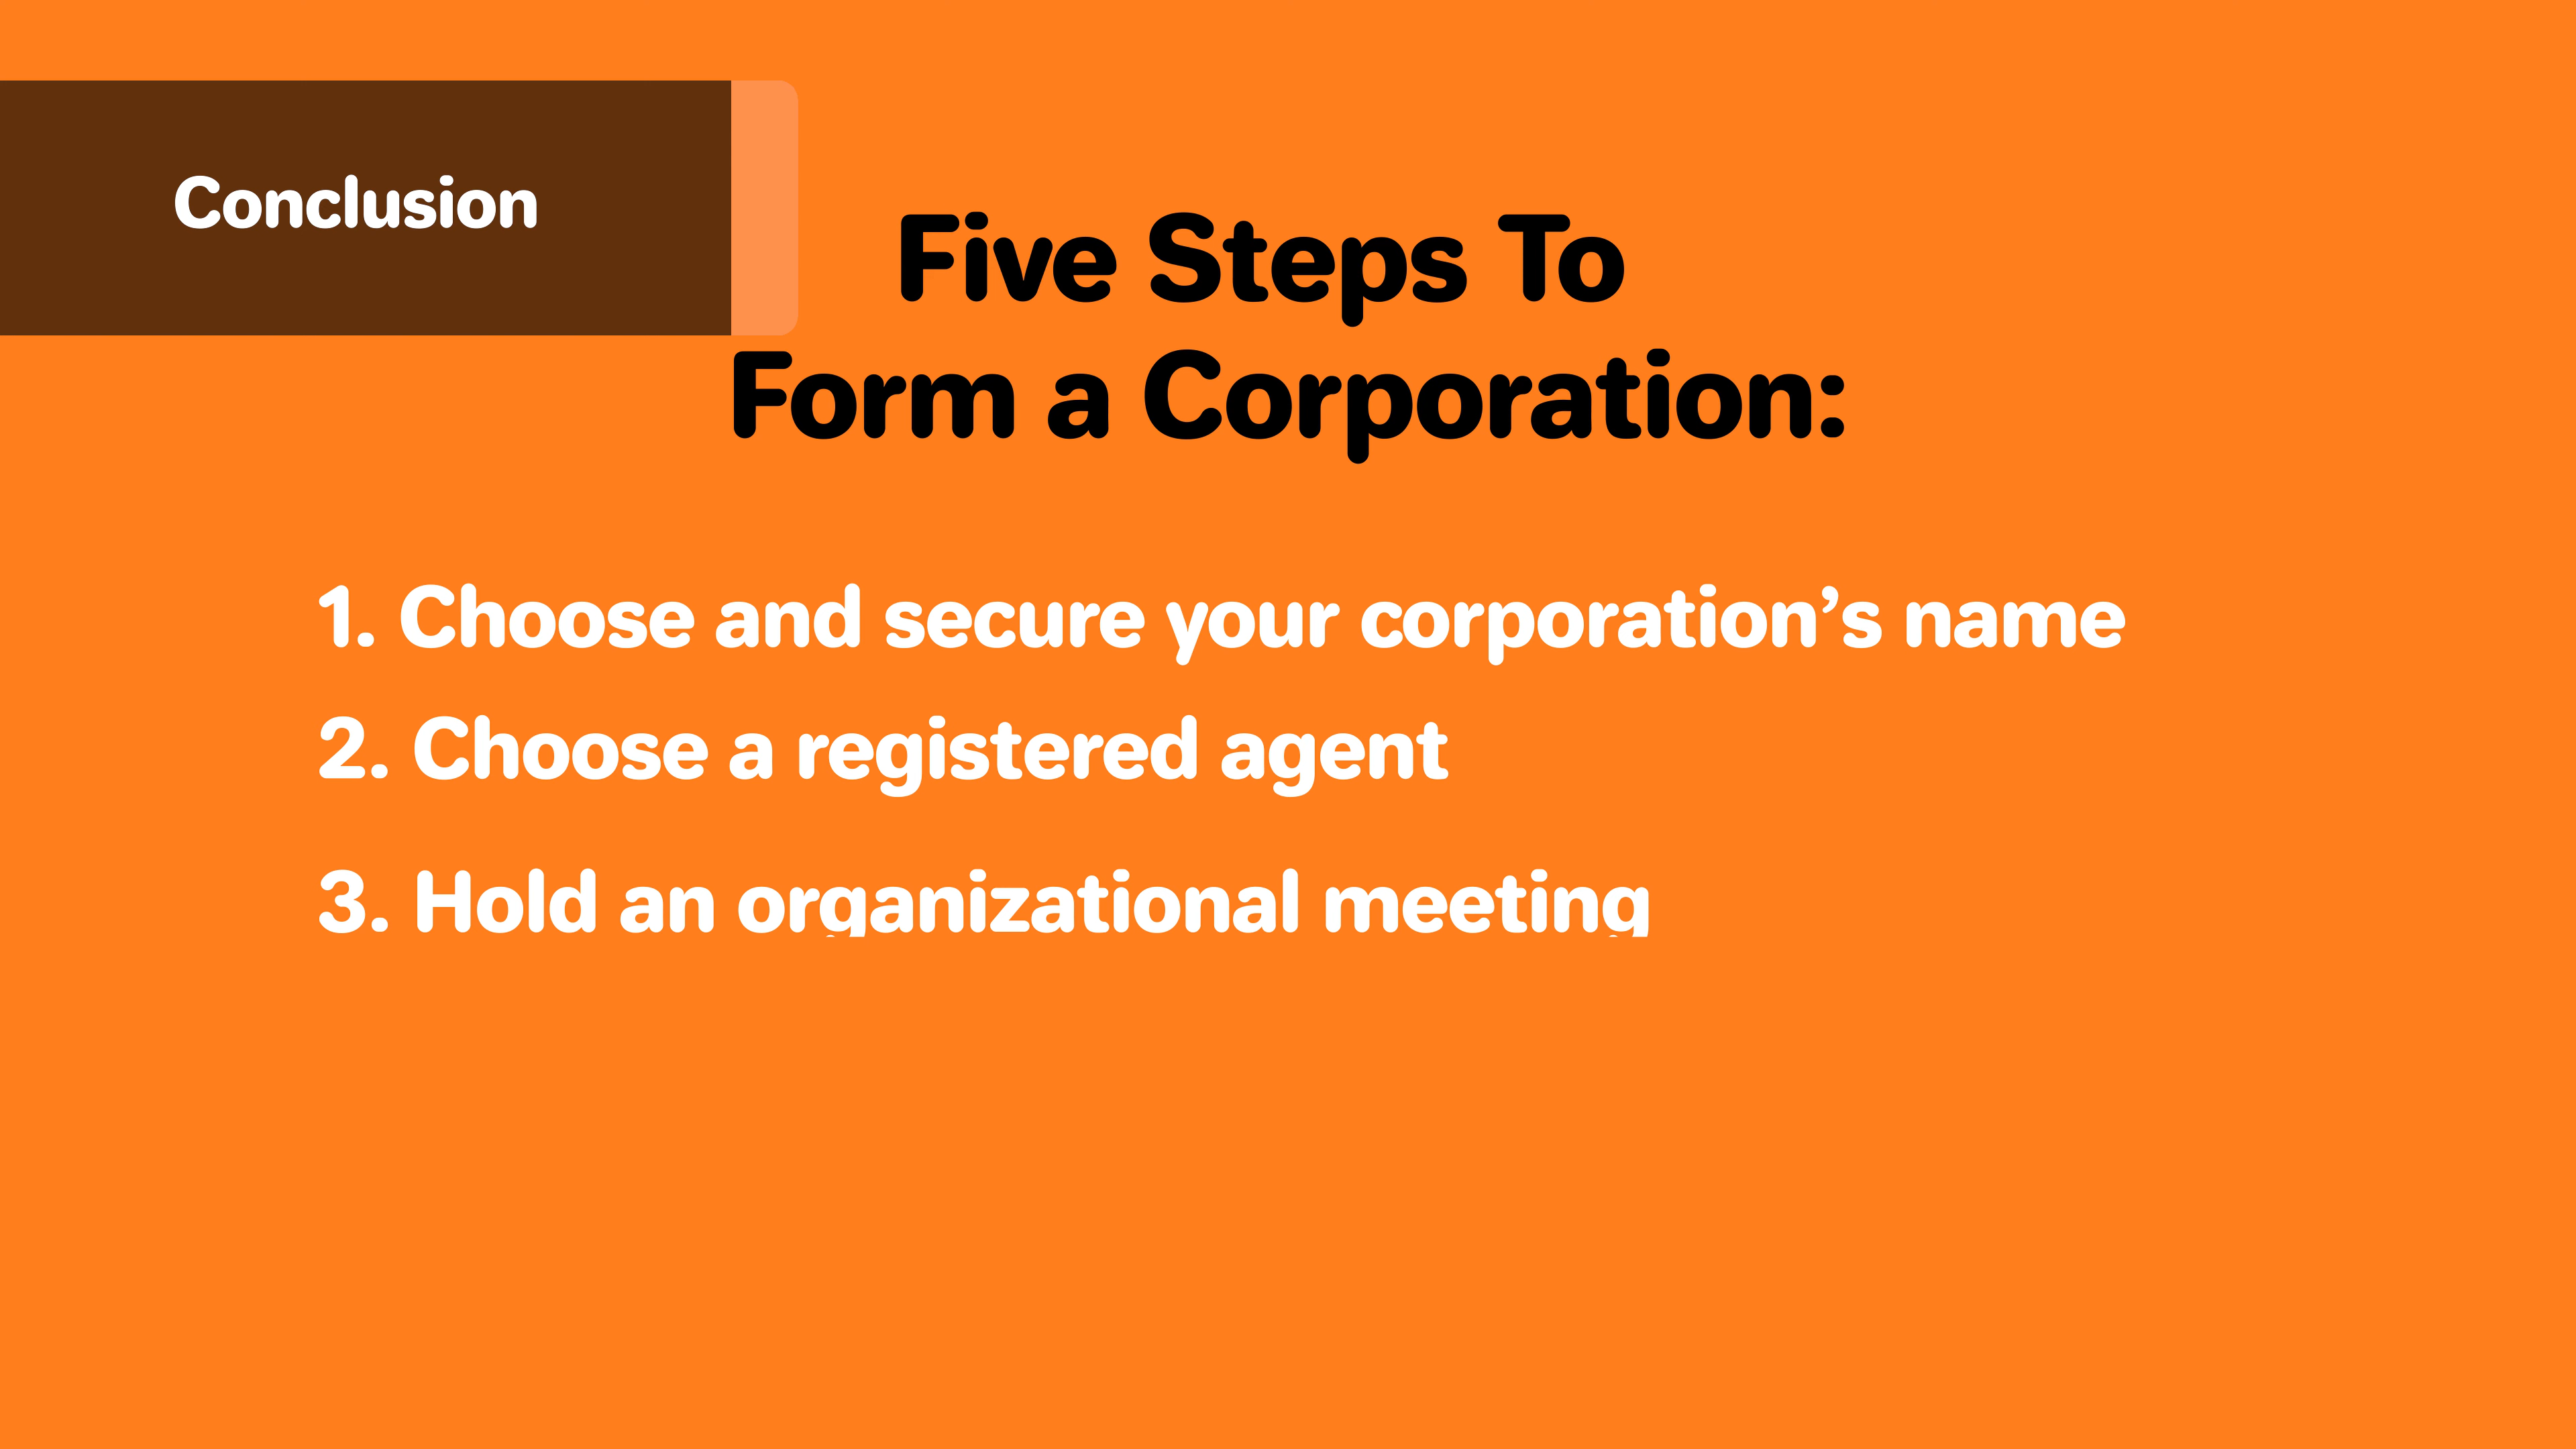 Conclusion
Five Steps To
Form a Corporation:
1. Choose and secure your corporation’s name
2. Choose a registered agent
3. Hold an organizational meeting